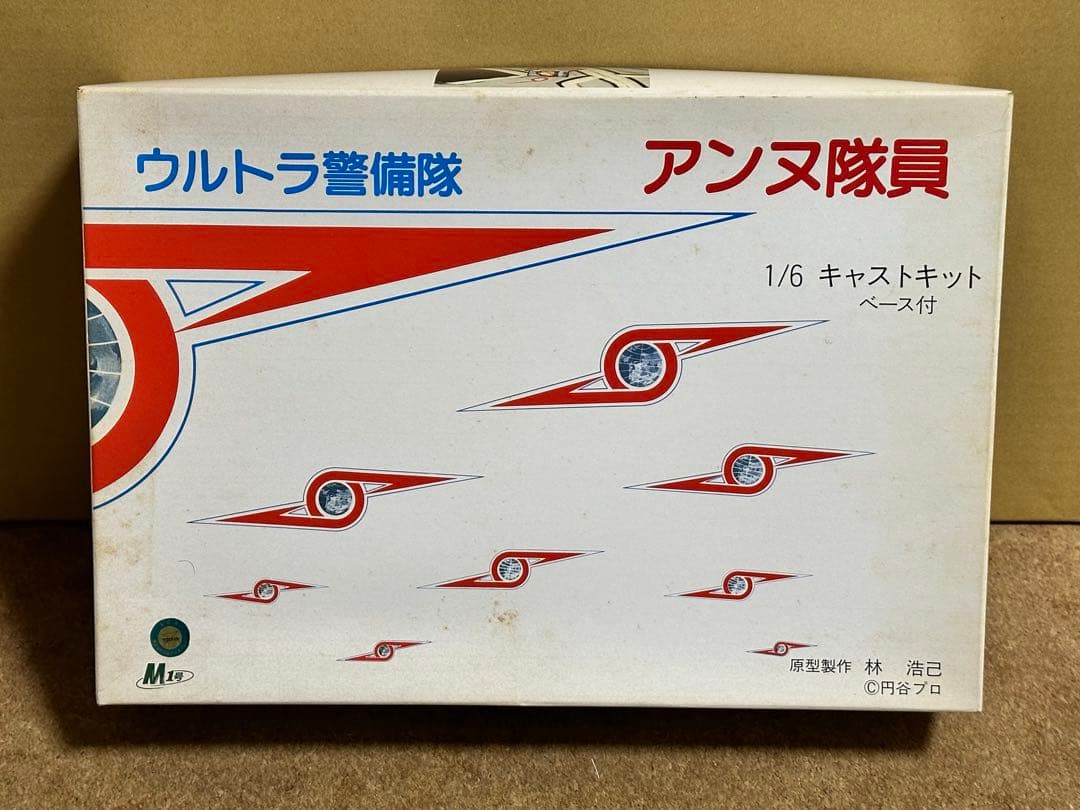 ウルトラ警備隊
アンヌ隊員
1/6 キャストキット
ベース付
M1号
原型製作 林 浩己
©円谷プロ